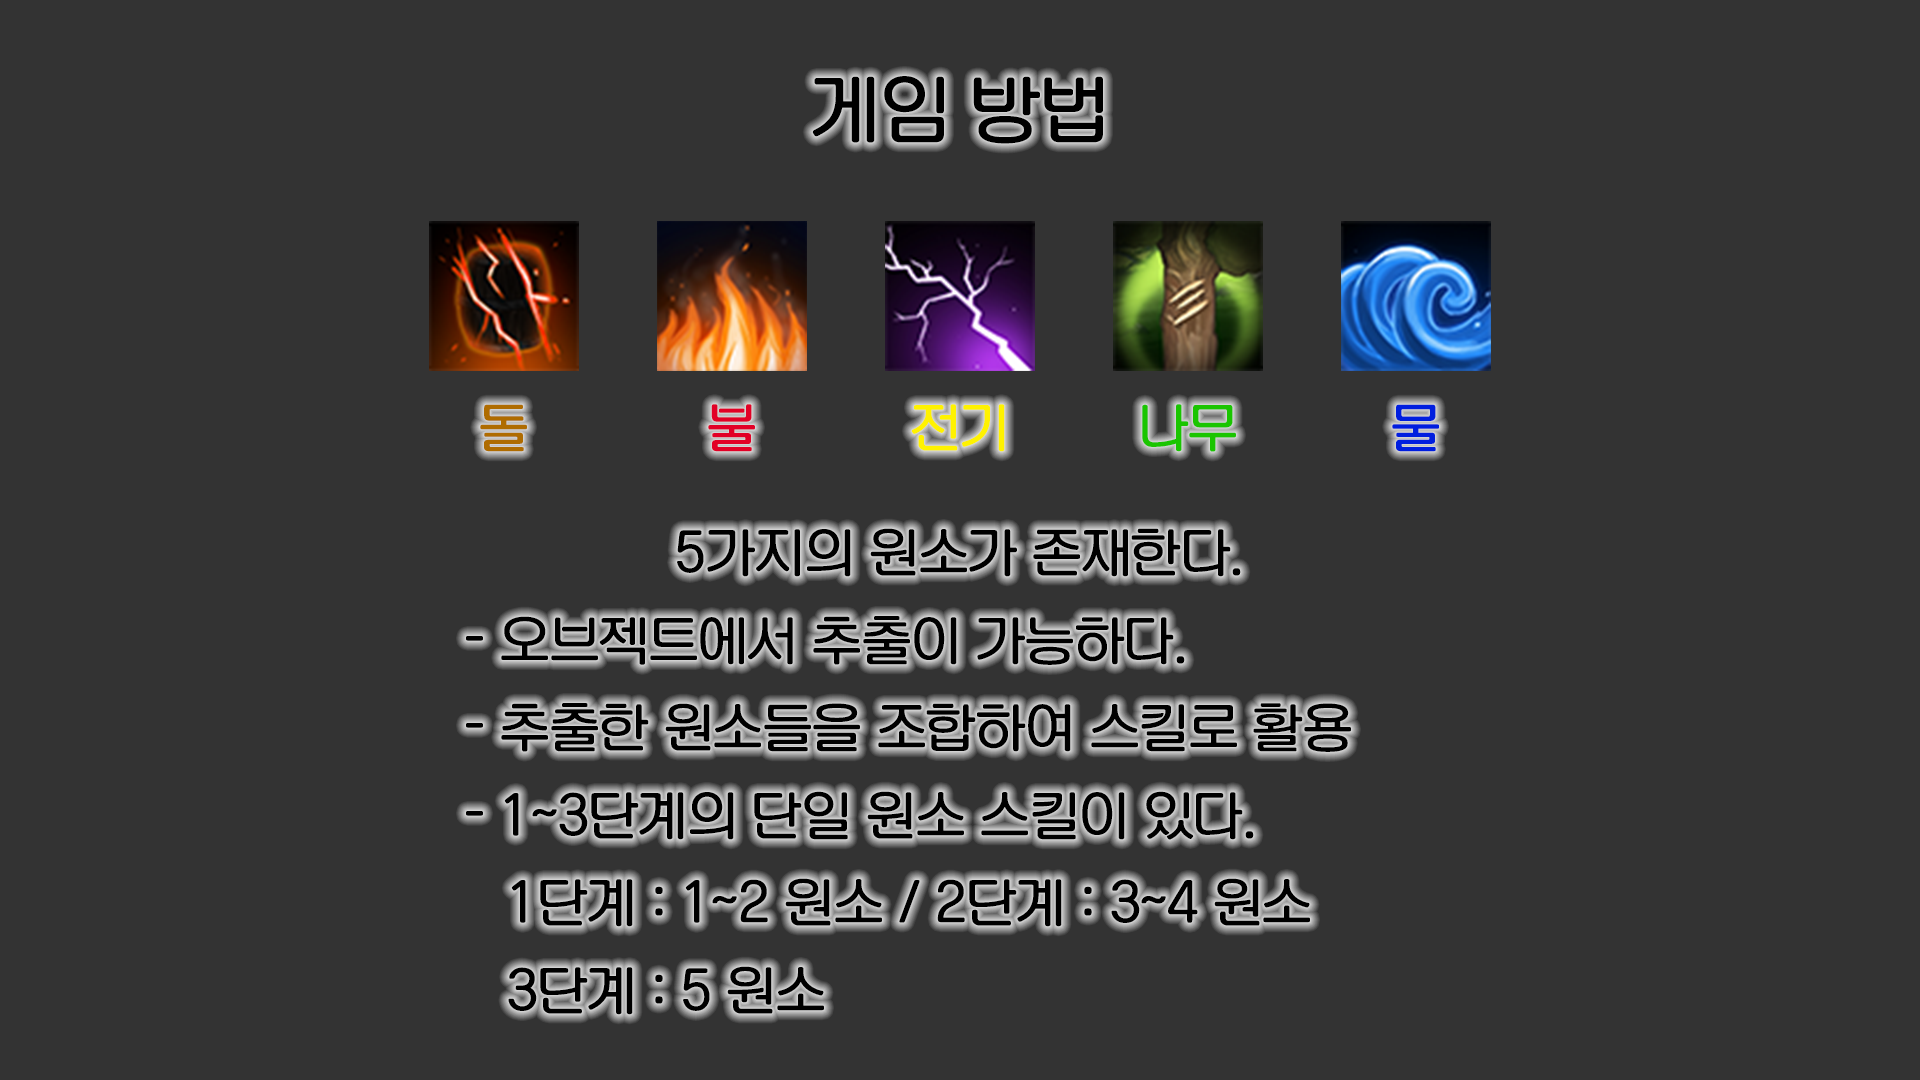 게임 방법
돌 불 전기 나무 물
5가지의 원소가 존재한다.
- 오브젝트에서 추출이 가능하다.
- 추출한 원소들을 조합하여 스킬로 활용
- 1~3단계의 단일 원소 스킬이 있다.
1단계 : 1~2 원소 / 2단계 : 3~4 원소
3단계 : 5 원소